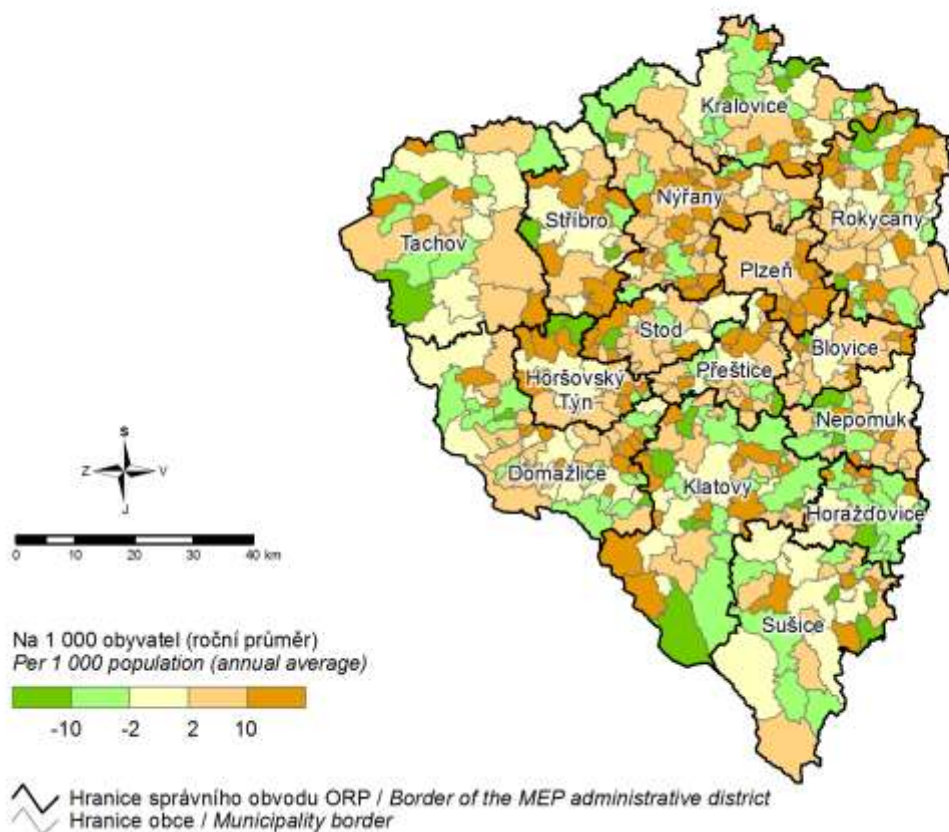 Kralovice
Nýřany
Rokycany
Stříbro
Tachov
Plzeň
Stod
Blovice
Přeštice
Horšovský
Týn
Nepomuk
Domažlice
Klatovy
Horažďovice
Sušice
S
Z V
J
0 10 20 30 40 km
Na 1 000 obyvatel (roční průměr)
Per 1 000 population (annual average)
-10 -2 2 10
Hranice správního obvodu ORP / Border of the MEP administrative district
Hranice obce / Municipality border